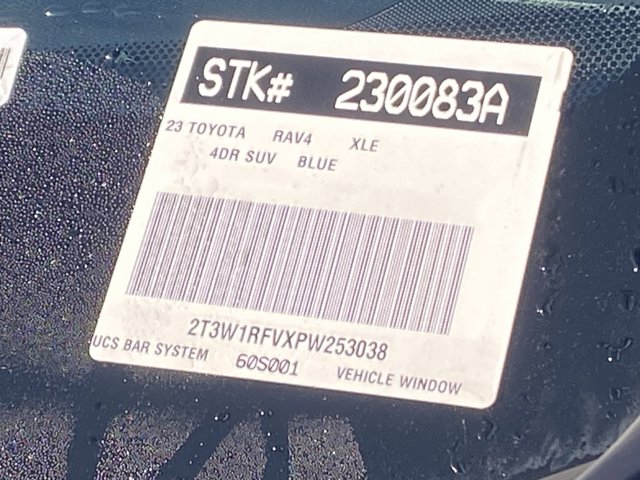 STK# 230083A
23 TOYOTA RAV4 XLE
4DR SUV BLUE
2T3W1RFVXPW253038
UCS BAR SYSTEM 60S001 VEHICLE WINDOW